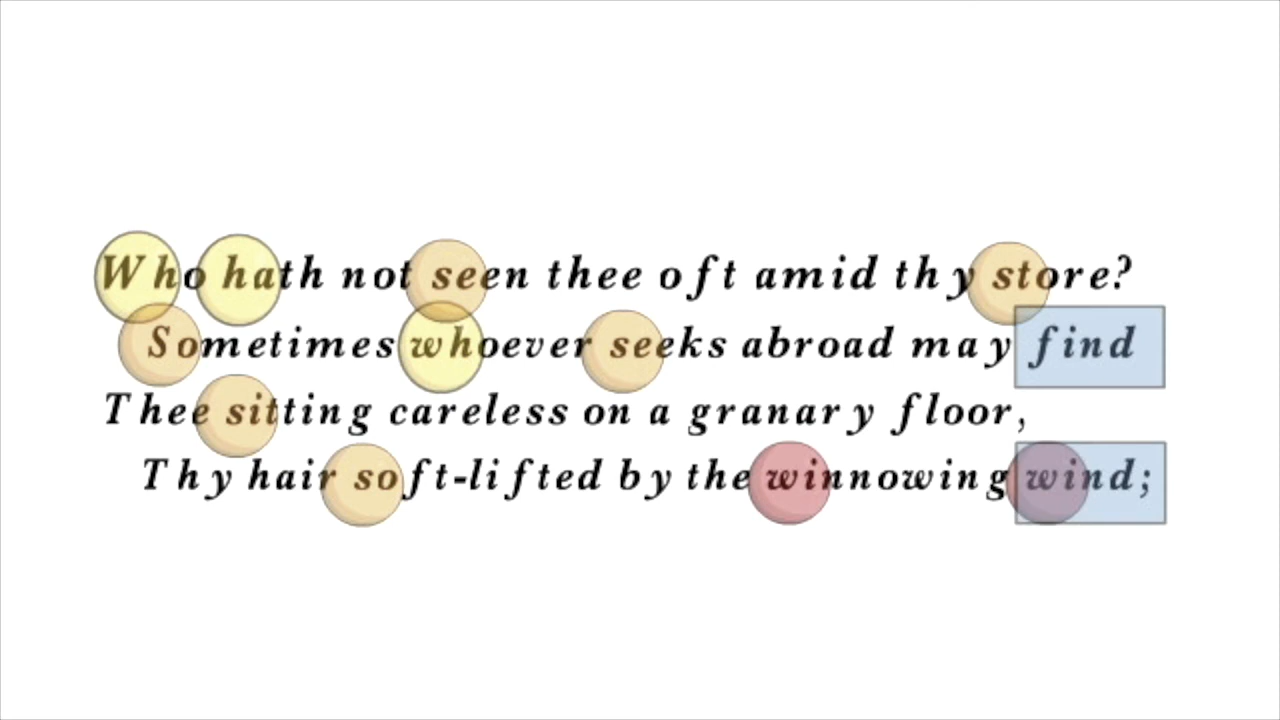 Who hath not seen thee oft amid thy store?
Sometimes whoever seeks abroad may find
Thee sitting careless on a granary floor,
Thy hair soft-lifted by the winnowing wind;